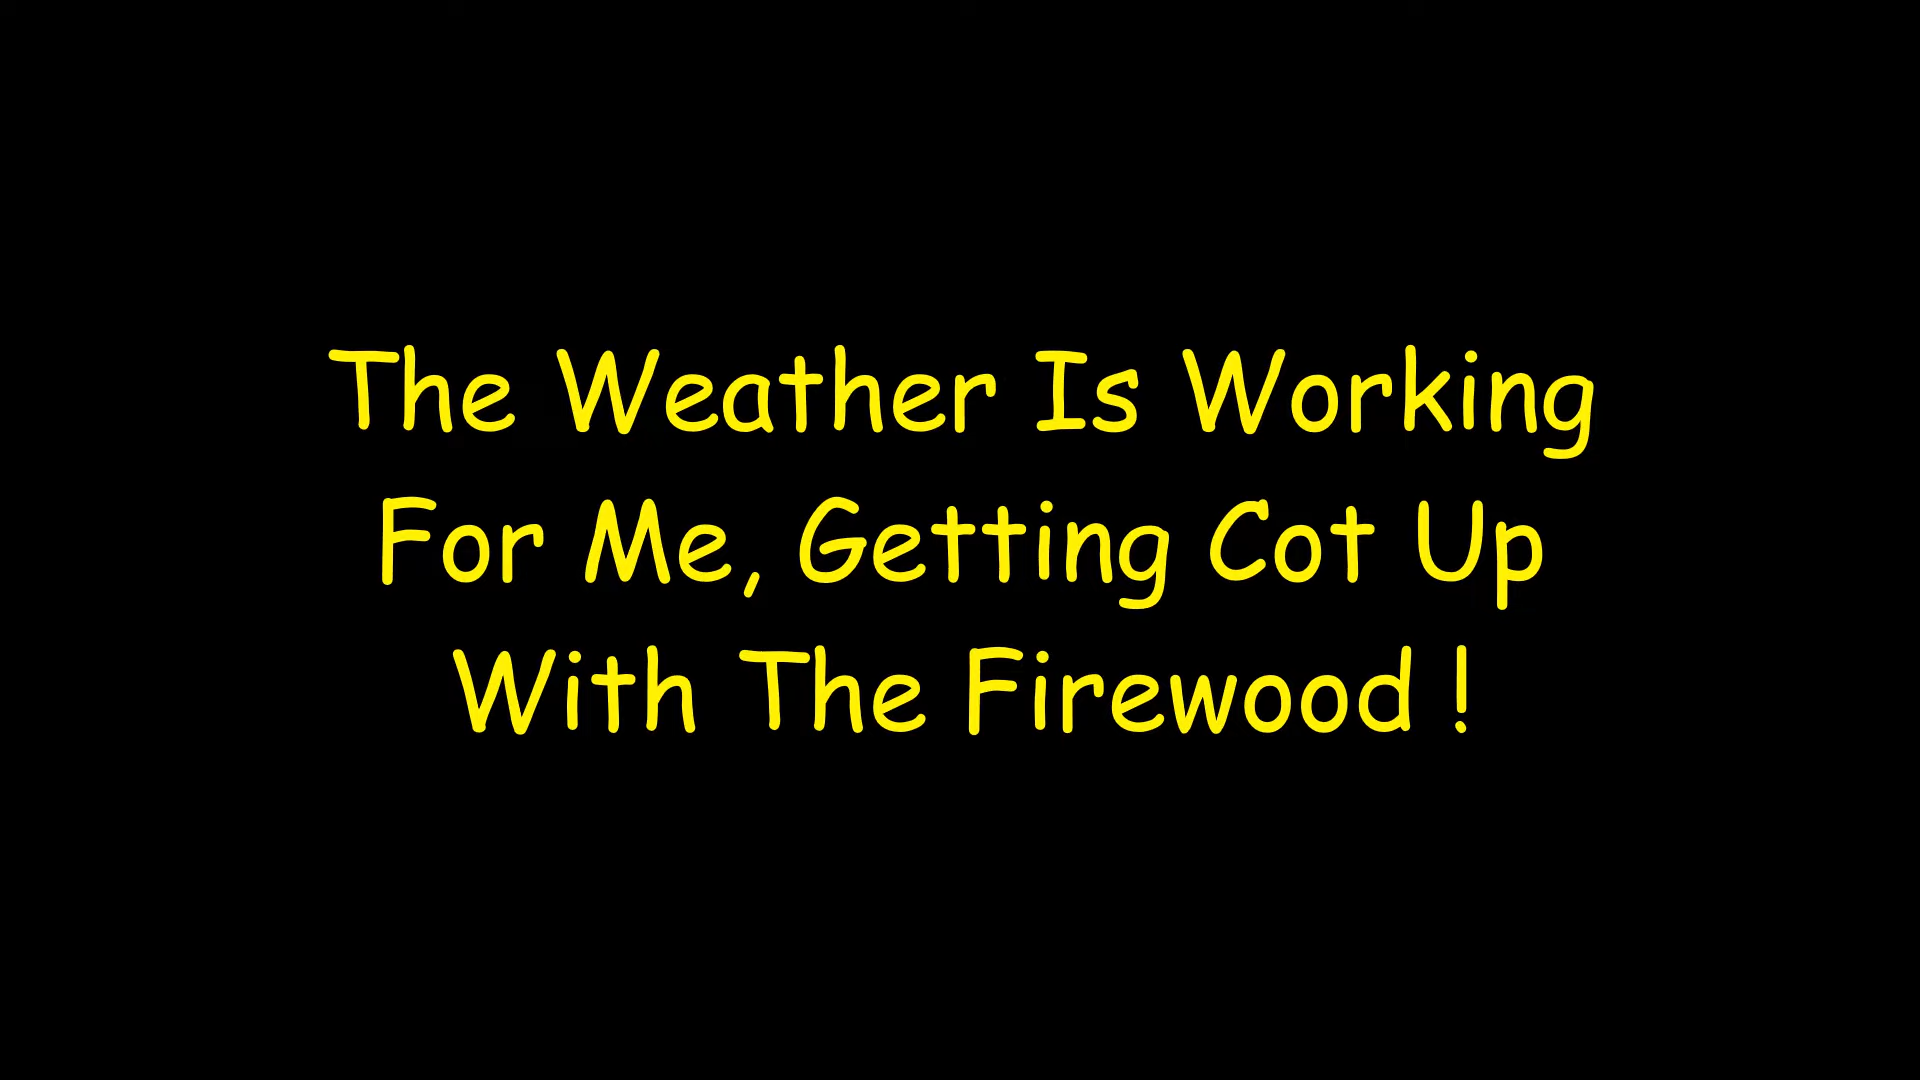 The Weather Is Working
For Me, Getting Cot Up
With The Firewood !